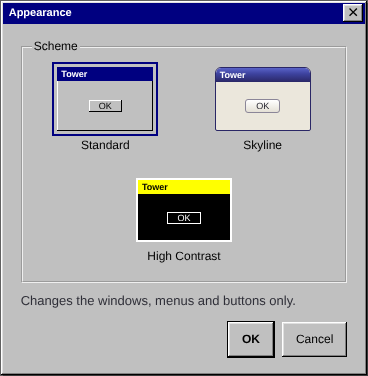 Appearance
Scheme
Tower
OK
Standard
Tower
OK
Skyline
Tower
OK
High Contrast
Changes the windows, menus and buttons only.
OK
Cancel